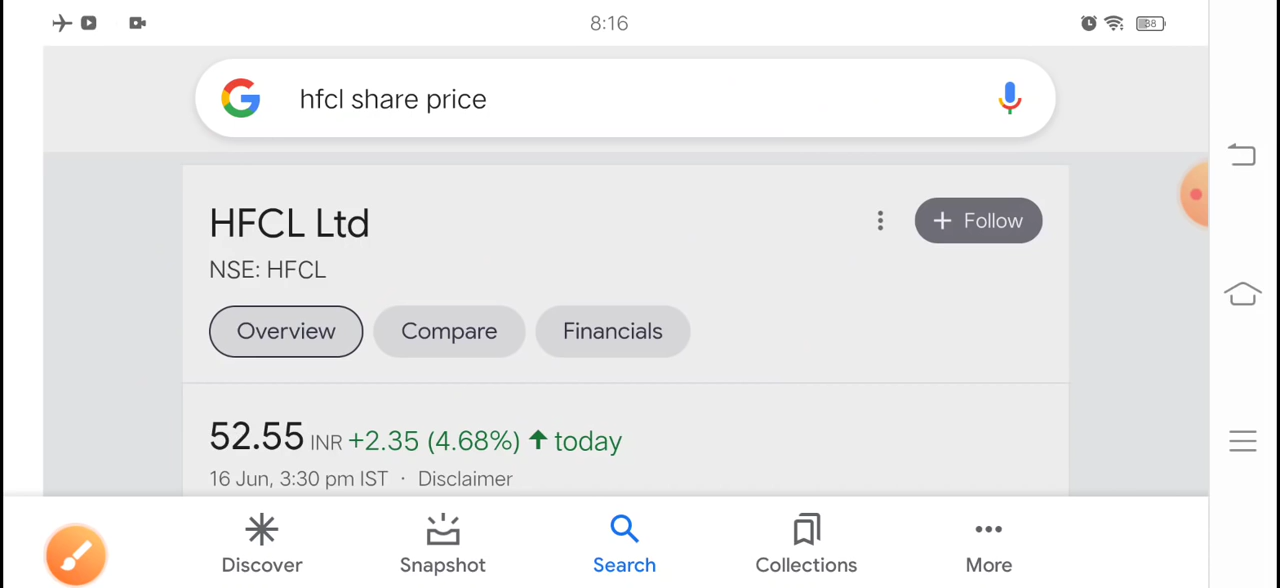 8:16
38
hfcl share price
HFCL Ltd
+ Follow
NSE: HFCL
Overview Compare Financials
52.55 INR +2.35 (4.68%) ↑ today
16 Jun, 3:30 pm IST · Disclaimer
Discover Snapshot Search Collections More